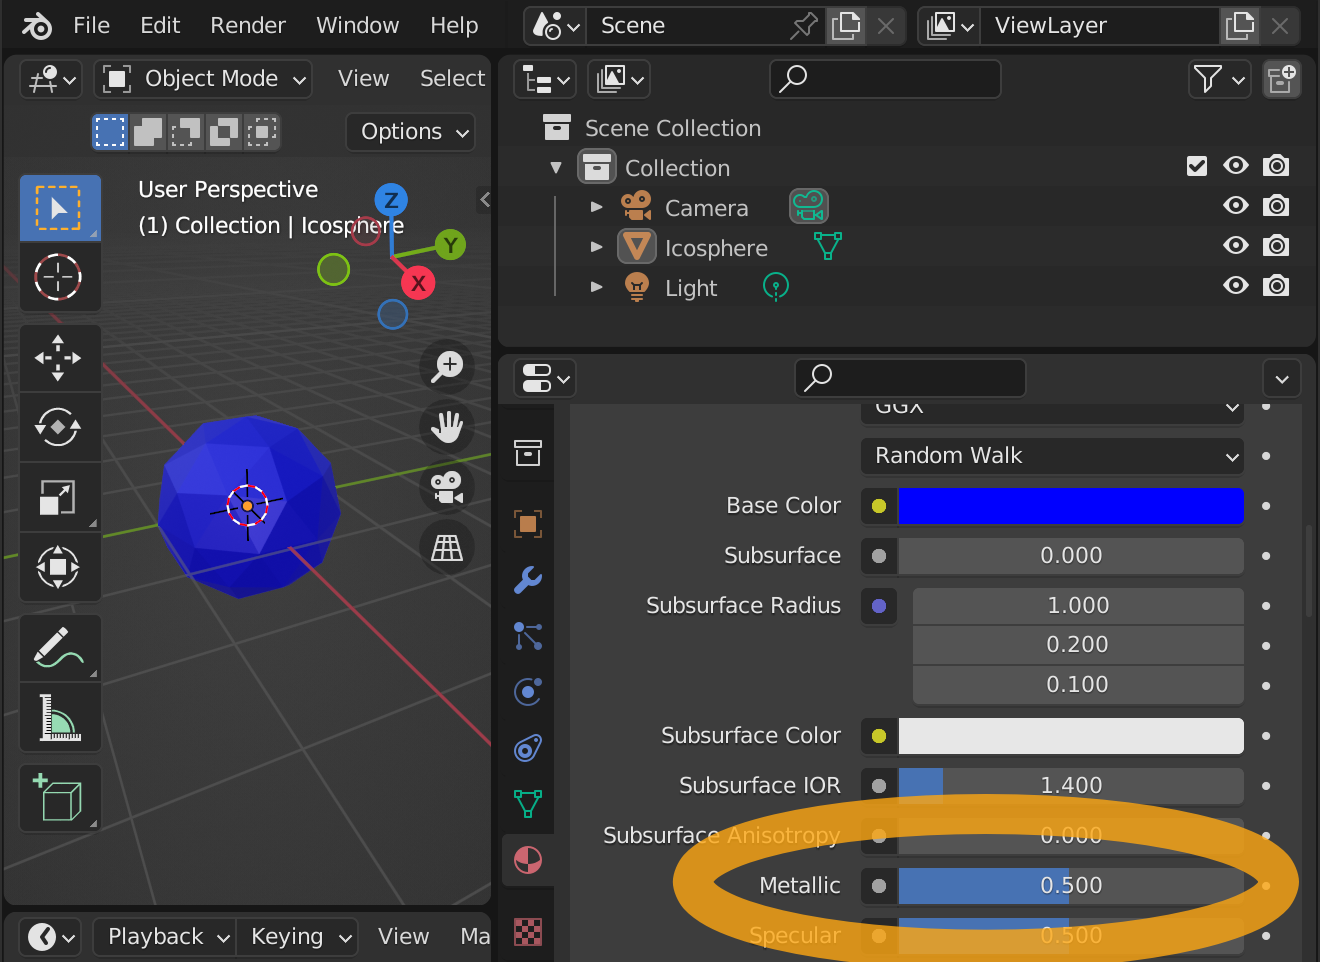 File Edit Render Window Help Scene ViewLayer
Object Mode View Select
Options
User Perspective
(1) Collection | Icosphere
Z
Y
X
Scene Collection
Collection
Camera
Icosphere
Light
GGX
Random Walk
Base Color
Subsurface 0.000
Subsurface Radius 1.000
0.200
0.100
Subsurface Color
Subsurface IOR 1.400
Subsurface Anisotropy 0.000
Metallic 0.500
Specular 0.500
Playback Keying View Ma